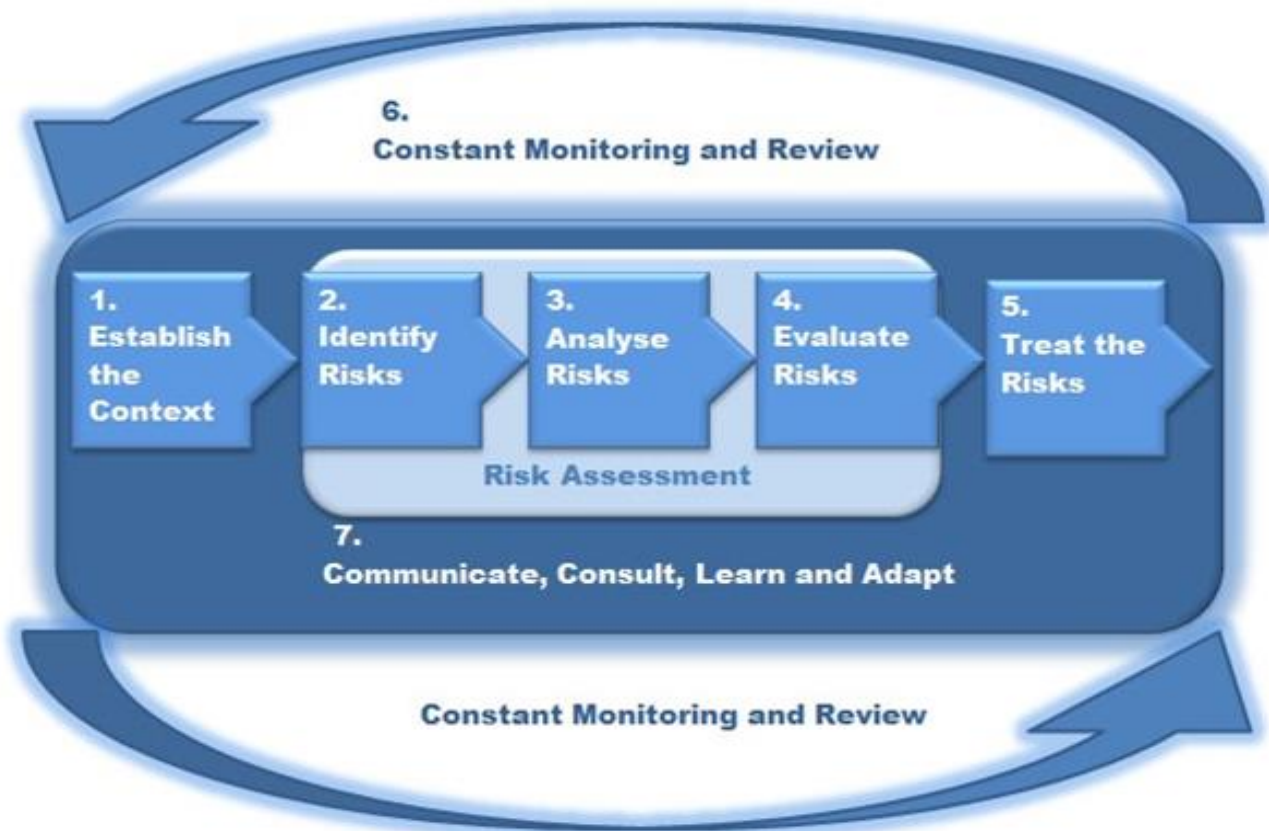 6.
Constant Monitoring and Review
1.
Establish
the
Context
2.
Identify
Risks
3.
Analyse
Risks
4.
Evaluate
Risks
5.
Treat the
Risks
Risk Assessment
7.
Communicate, Consult, Learn and Adapt
Constant Monitoring and Review